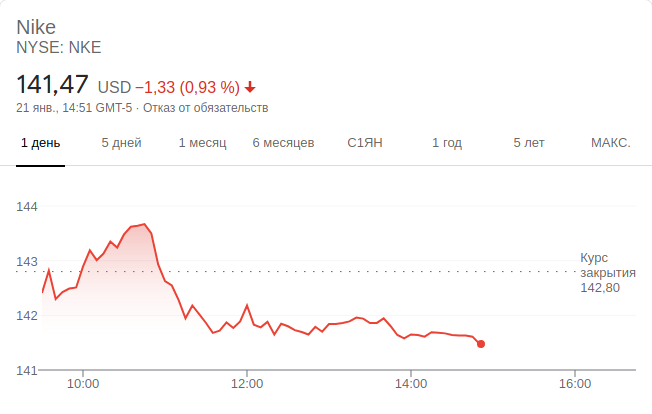 Nike
NYSE: NKE
141,47 USD −1,33 (0,93 %)
21 янв., 14:51 GMT-5 · Отказ от обязательств
1 день 5 дней 1 месяц 6 месяцев С1ЯН 1 год 5 лет МАКС.
144
143
142
141
Курс
закрытия
142,80
10:00 12:00 14:00 16:00